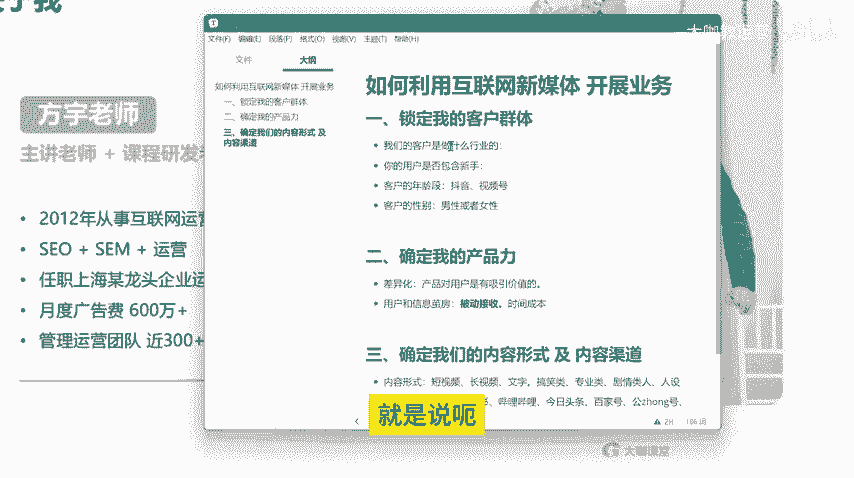 文件(F) 编辑(E) 段落(P) 格式(O) 视图(V) 主题(T) 帮助(H)
文件 大纲
如何利用互联网新媒体 开展业务
一、锁定我的客户群体
二、确定我的产品力
三、确定我们的内容形式 及
内容渠道
如何利用互联网新媒体 开展业务
一、锁定我的客户群体
我们的客户是做什么行业的：
你的用户是否包含新手：
客户的年龄段：抖音、视频号
客户的性别：男性或者女性
二、确定我的产品力
差异化：产品对用户是有吸引价值的。
用户和信息茧房：被动接收。时间成本
三、确定我们的内容形式 及 内容渠道
内容形式：短视频、长视频、文字，搞笑类、专业类、剧情类人、人设
、哔哩哔哩、今日头条、百家号、公zhong号、
ZH 106 词
方宇老师
主讲老师 + 课程研发
2012年从事互联网运营
SEO + SEM + 运营
任职上海某龙头企业运
月度广告费 600万+
管理运营团队 近300+
就是说呃
大咖课堂